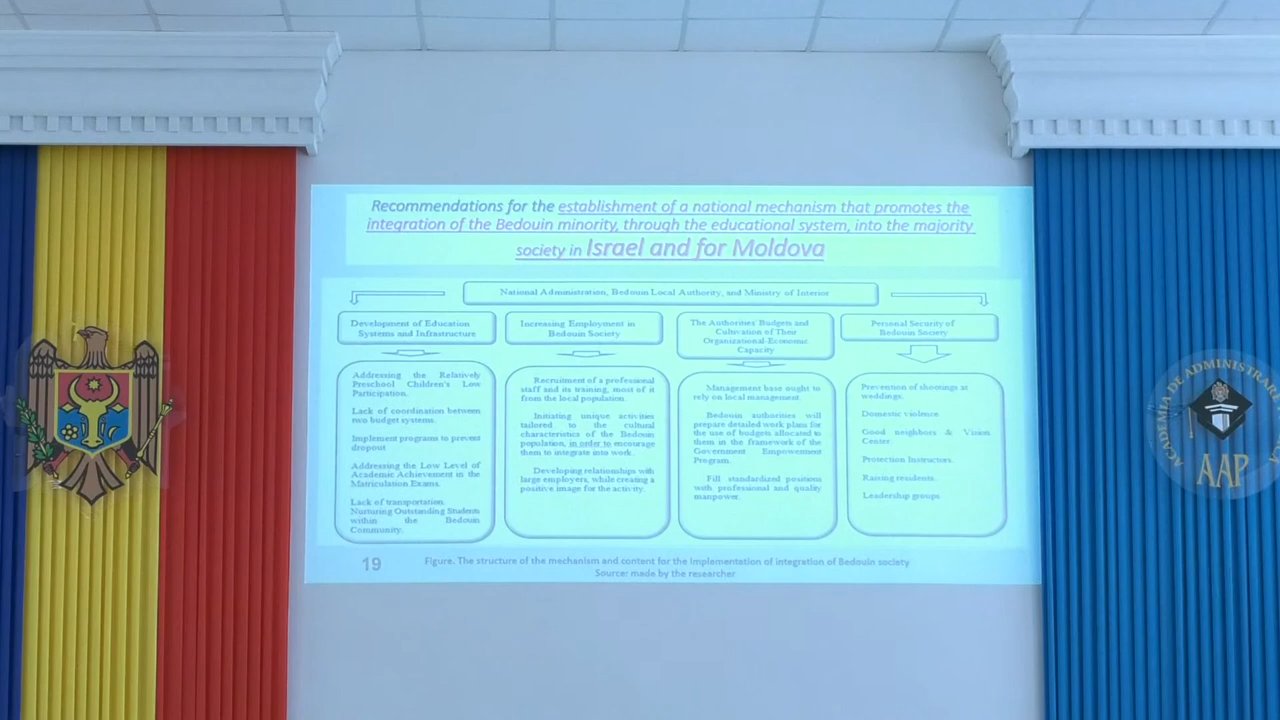 Recommendations for the establishment of a national mechanism that promotes the
integration of the Bedouin minority, through the educational system, into the majority
society in Israel and for Moldova
National Administration, Bedouin Local Authority, and Ministry of Interior
Development of Education
Systems and Infrastructure
Addressing the Relatively
Preschool Children's Low
Participation.
Lack of coordination between
two budget systems.
Implement programs to prevent
dropout
Addressing the Low Level of
Academic Achievement in the
Matriculation Exams.
Lack of transportation.
Nurturing Outstanding Students
within the Bedouin
Community.
Increasing Employment in
Bedouin Society
Recruitment of a professional
staff and its training, most of it
from the local population.
Initiating unique activities
tailored to the cultural
characteristics of the Bedouin
population, in order to encourage
them to integrate into work.
Developing relationships with
large employers, while creating a
positive image for the activity.
The Authorities' Budgets and
Cultivation of Their
Organizational-Economic
Capacity
Management base ought to
rely on local management.
Bedouin authorities will
prepare detailed work plans for
the use of budgets allocated to
them in the framework of the
Government Empowerment
Program.
Fill standardized positions
with professional and quality
manpower.
Personal Security of
Bedouin Society
Prevention of shootings at
weddings.
Domestic violence
Good neighbors & Vision
Center.
Protection Instructors.
Raising residents.
Leadership groups.
19
Figure. The structure of the mechanism and content for the implementation of integration of Bedouin society
Source: made by the researcher
ACADEMIA DE ADMINISTRARE
AAP